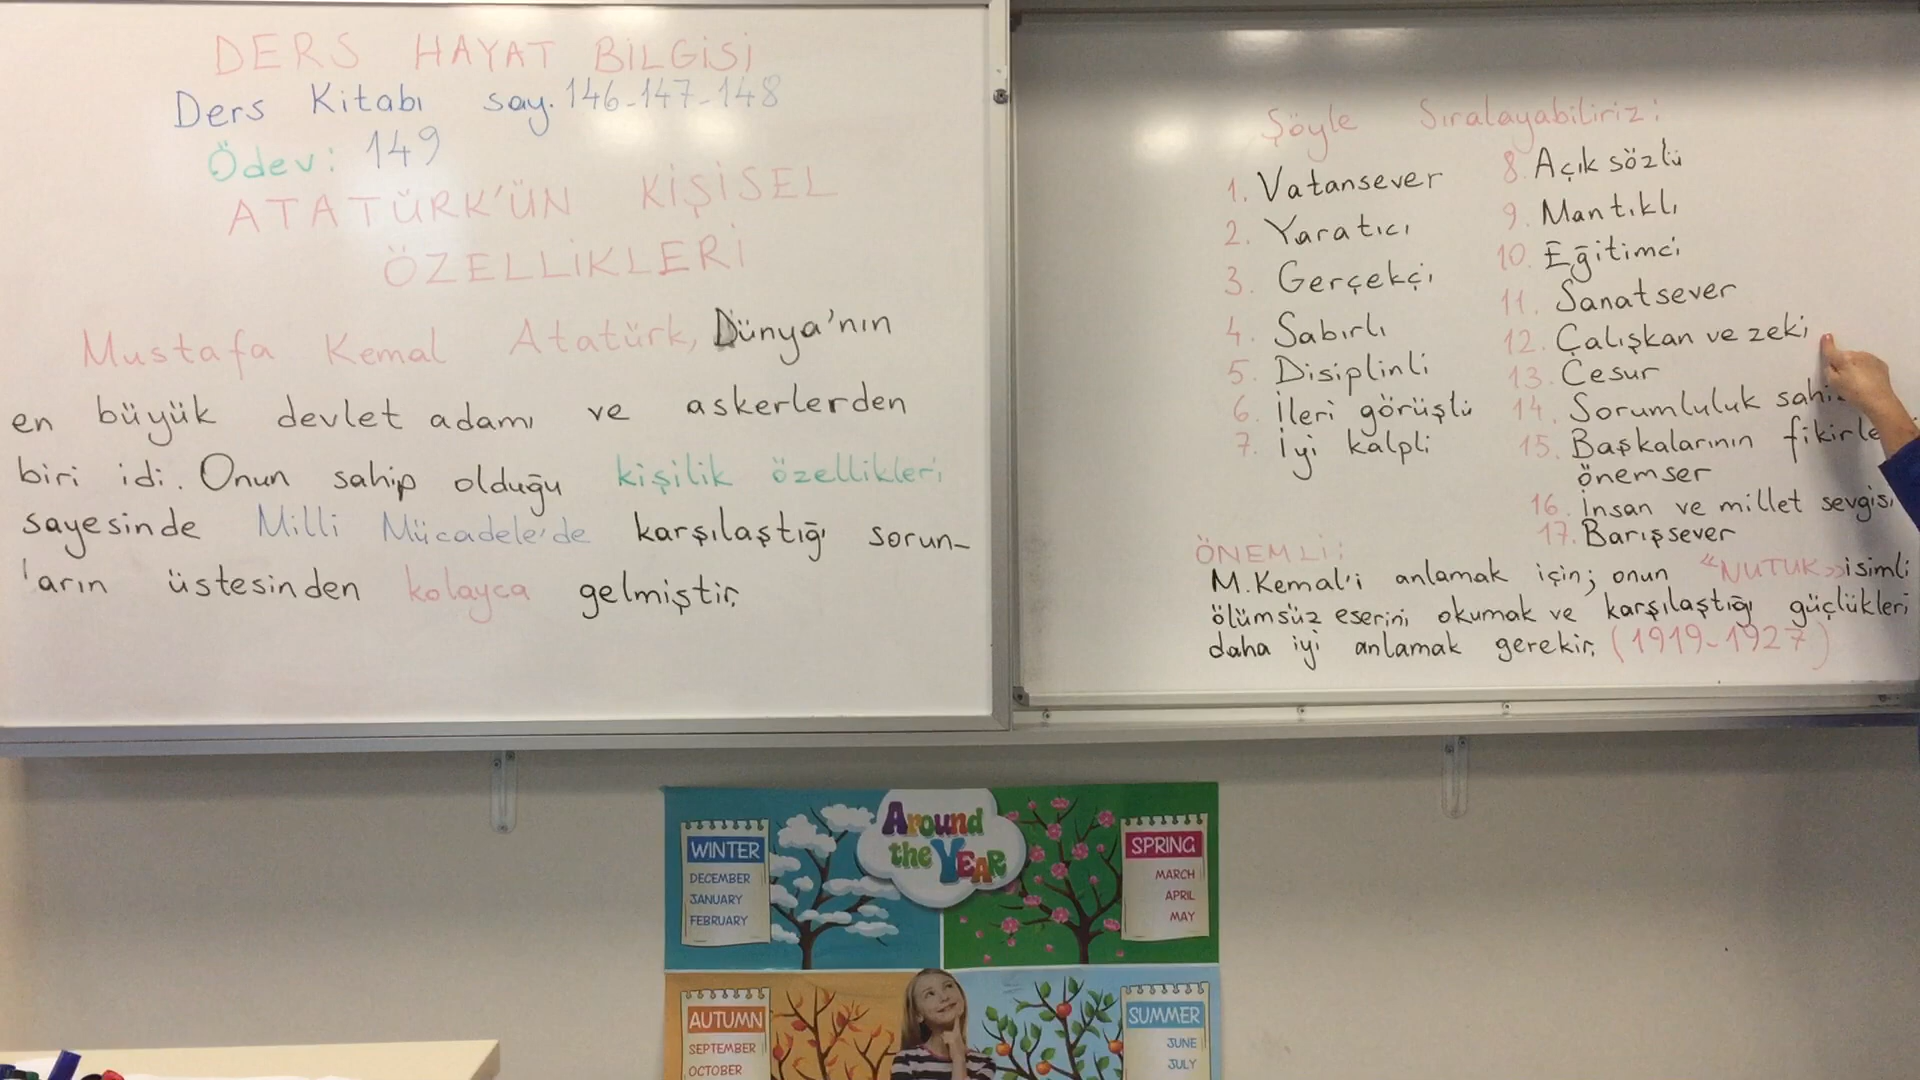 DERS HAYAT BİLGİSİ
Ders Kitabı say. 146-147-148
Ödev: 149
ATATÜRK'ÜN KİŞİSEL
ÖZELLİKLERİ
Mustafa Kemal Atatürk, Dünya'nın
en büyük devlet adamı ve askerlerden
biri idi. Onun sahip olduğu kişilik özellikleri
sayesinde Milli Mücadele'de karşılaştığı sorun-
ların üstesinden kolayca gelmiştir.
Şöyle Sıralayabiliriz:
1. Vatansever
2. Yaratıcı
3. Gerçekçi
4. Sabırlı
5. Disiplinli
6. İleri görüşlü
7. İyi kalpli
8. Açık sözlü
9. Mantıklı
10. Eğitimci
11. Sanatsever
12. Çalışkan ve zeki
13. Cesur
14. Sorumluluk
15. Başkalarının
önemser
16. İnsan ve millet sevgisi
17. Barışsever
ÖNEMLİ:
M.Kemal'i anlamak için; onun "NUTUK" isimli
ölümsüz eserini okumak ve karşılaştığı güçlükleri
daha iyi anlamak gerekir. (1919-1927)
Around
the YEAR
WINTER
DECEMBER
JANUARY
FEBRUARY
SPRING
MARCH
APRIL
MAY
AUTUMN
SEPTEMBER
OCTOBER
SUMMER
JUNE
JULY